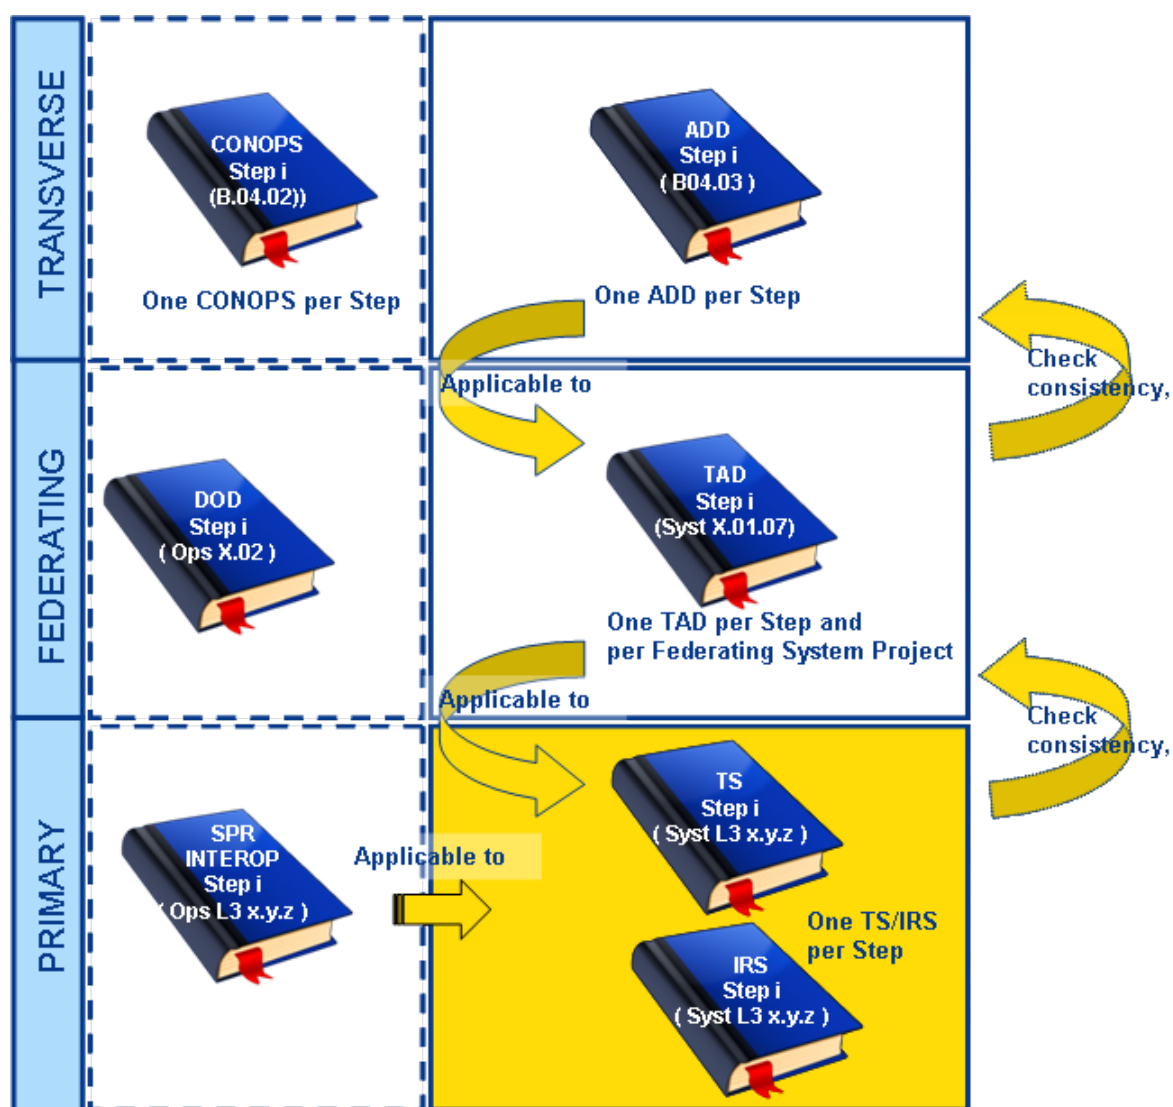 TRANSVERSE
CONOPS
Step i
(B.04.02))
One CONOPS per Step
ADD
Step i
( B04.03 )
One ADD per Step
Applicable to
Check
consistency,
FEDERATING
DOD
Step i
( Ops X.02 )
TAD
Step i
(Syst X.01.07)
One TAD per Step and
per Federating System Project
Applicable to
Check
consistency,
PRIMARY
SPR
INTEROP
Step i
( Ops L3 x.y.z )
Applicable to
TS
Step i
( Syst L3 x.y.z )
One TS/IRS
per Step
IRS
Step i
( Syst L3 x.y.z )